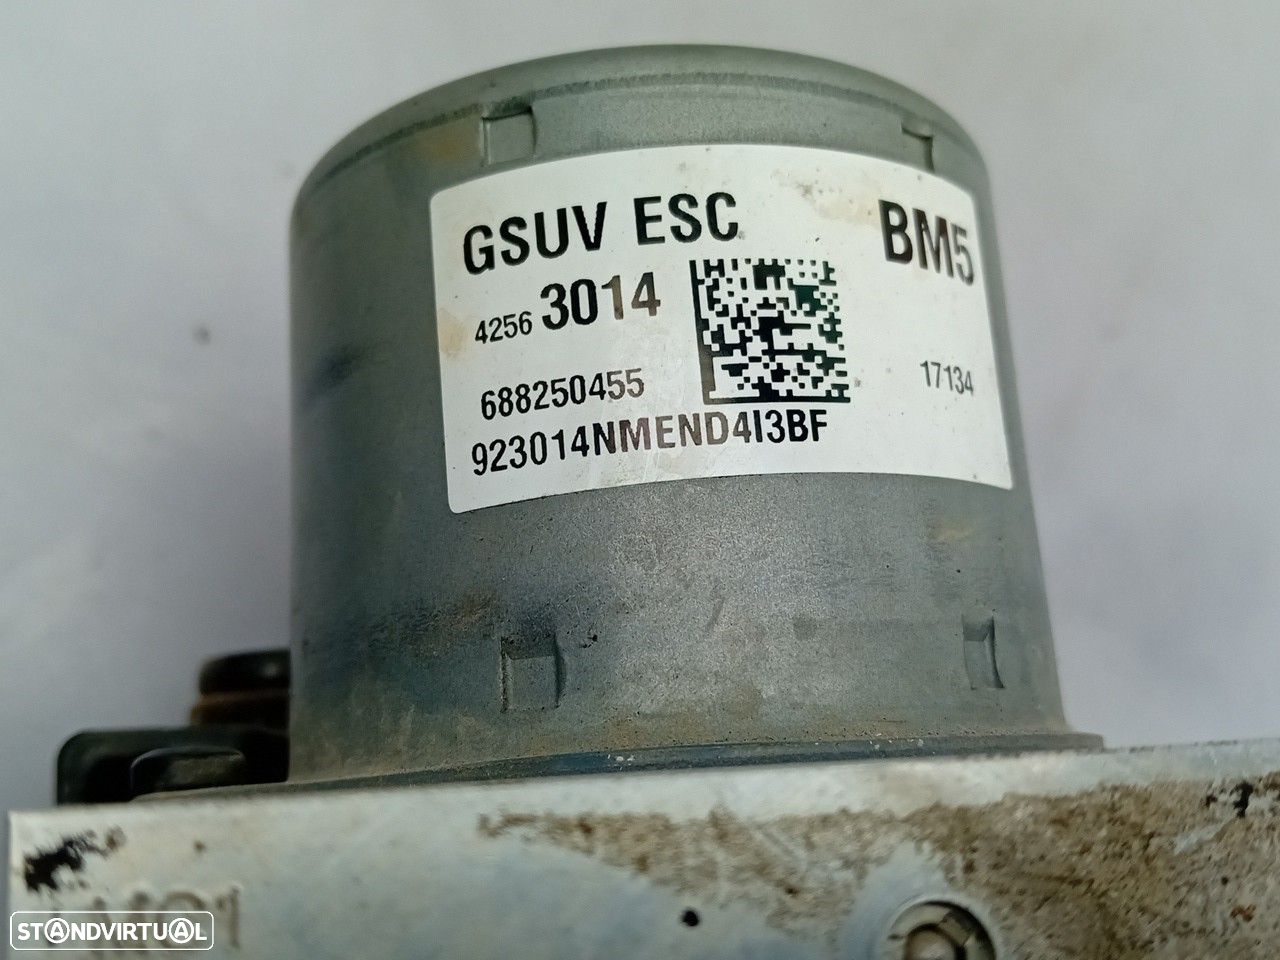 GSUV ESC BM5
4256 3014
688250455 17134
923014NMEND4I3BF
STANDVIRTUAL